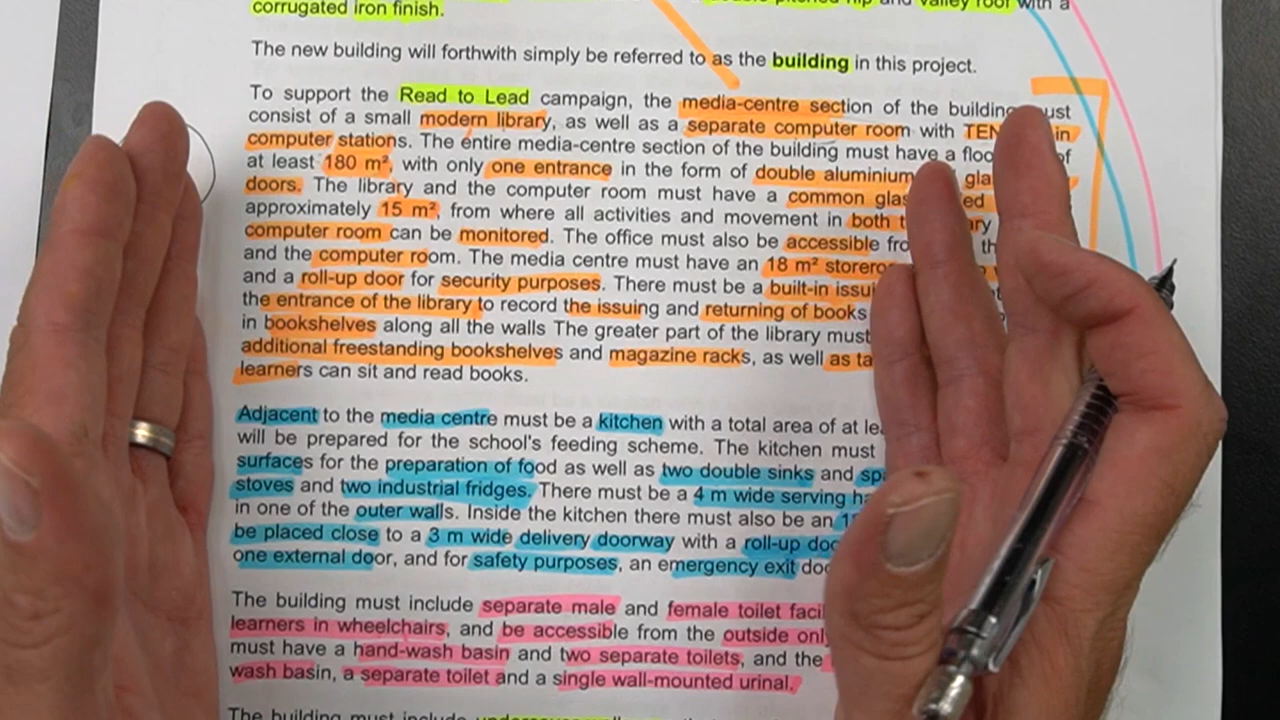 corrugated iron finish. double pitched hip and valley roof with a
The new building will forthwith simply be referred to as the building in this project.
To support the Read to Lead campaign, the media-centre section of the building must
consist of a small modern library, as well as a separate computer room with TEN in
computer stations. The entire media-centre section of the building must have a of
at least 180 m², with only one entrance in the form of double aluminium
doors. The library and the computer room must have a common
approximately 15 m², from where all activities and movement in both
computer room can be monitored. The office must also be accessible
and the computer room. The media centre must have an 18 m²
and a roll-up door for security purposes. There must be a built-in
the entrance of the library to record the issuing and returning of books
in bookshelves along all the walls The greater part of the library must
additional freestanding bookshelves and magazine racks, as well as
learners can sit and read books.
Adjacent to the media centre must be a kitchen with a total area of at
will be prepared for the school's feeding scheme. The kitchen must
surfaces for the preparation of food as well as two double sinks and
stoves and two industrial fridges. There must be a 4 m wide serving
in one of the outer walls. Inside the kitchen there must also be an
be placed close to a 3 m wide delivery doorway with a roll-up
one external door, and for safety purposes, an emergency exit
The building must include separate male and female toilet
learners in wheelchairs, and be accessible from the outside
must have a hand-wash basin and two separate toilets, and the
wash basin, a separate toilet and a single wall-mounted urinal.
The building must include